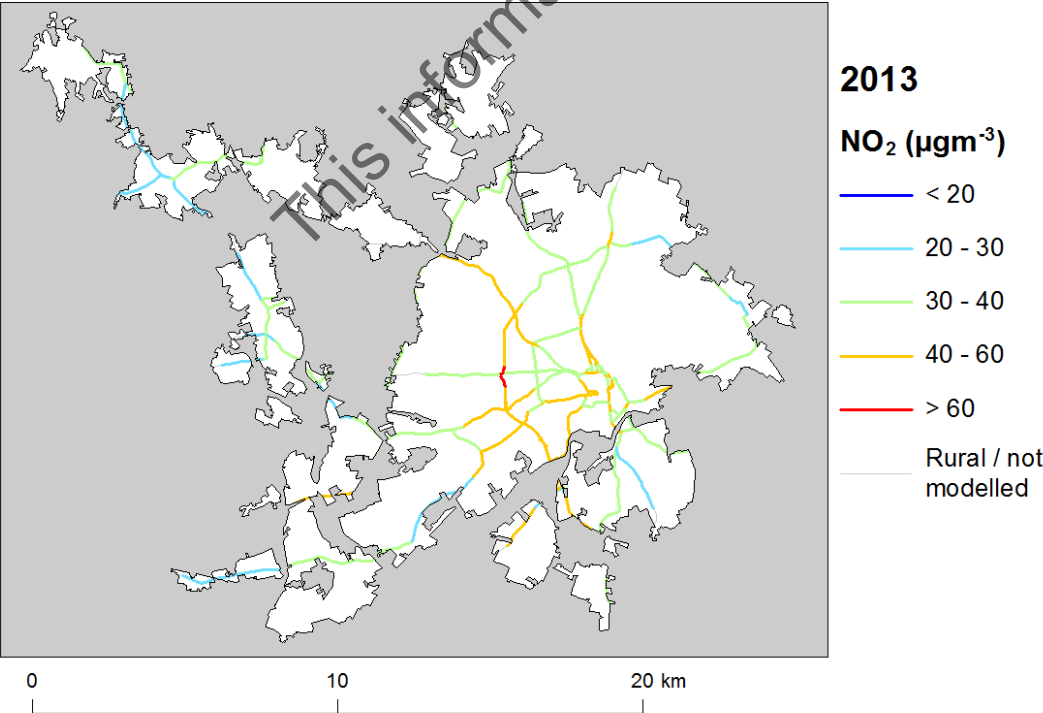 This informa
2013
NO₂ (µgm⁻³)
< 20
20 - 30
30 - 40
40 - 60
> 60
Rural / not
modelled
0 10 20 km